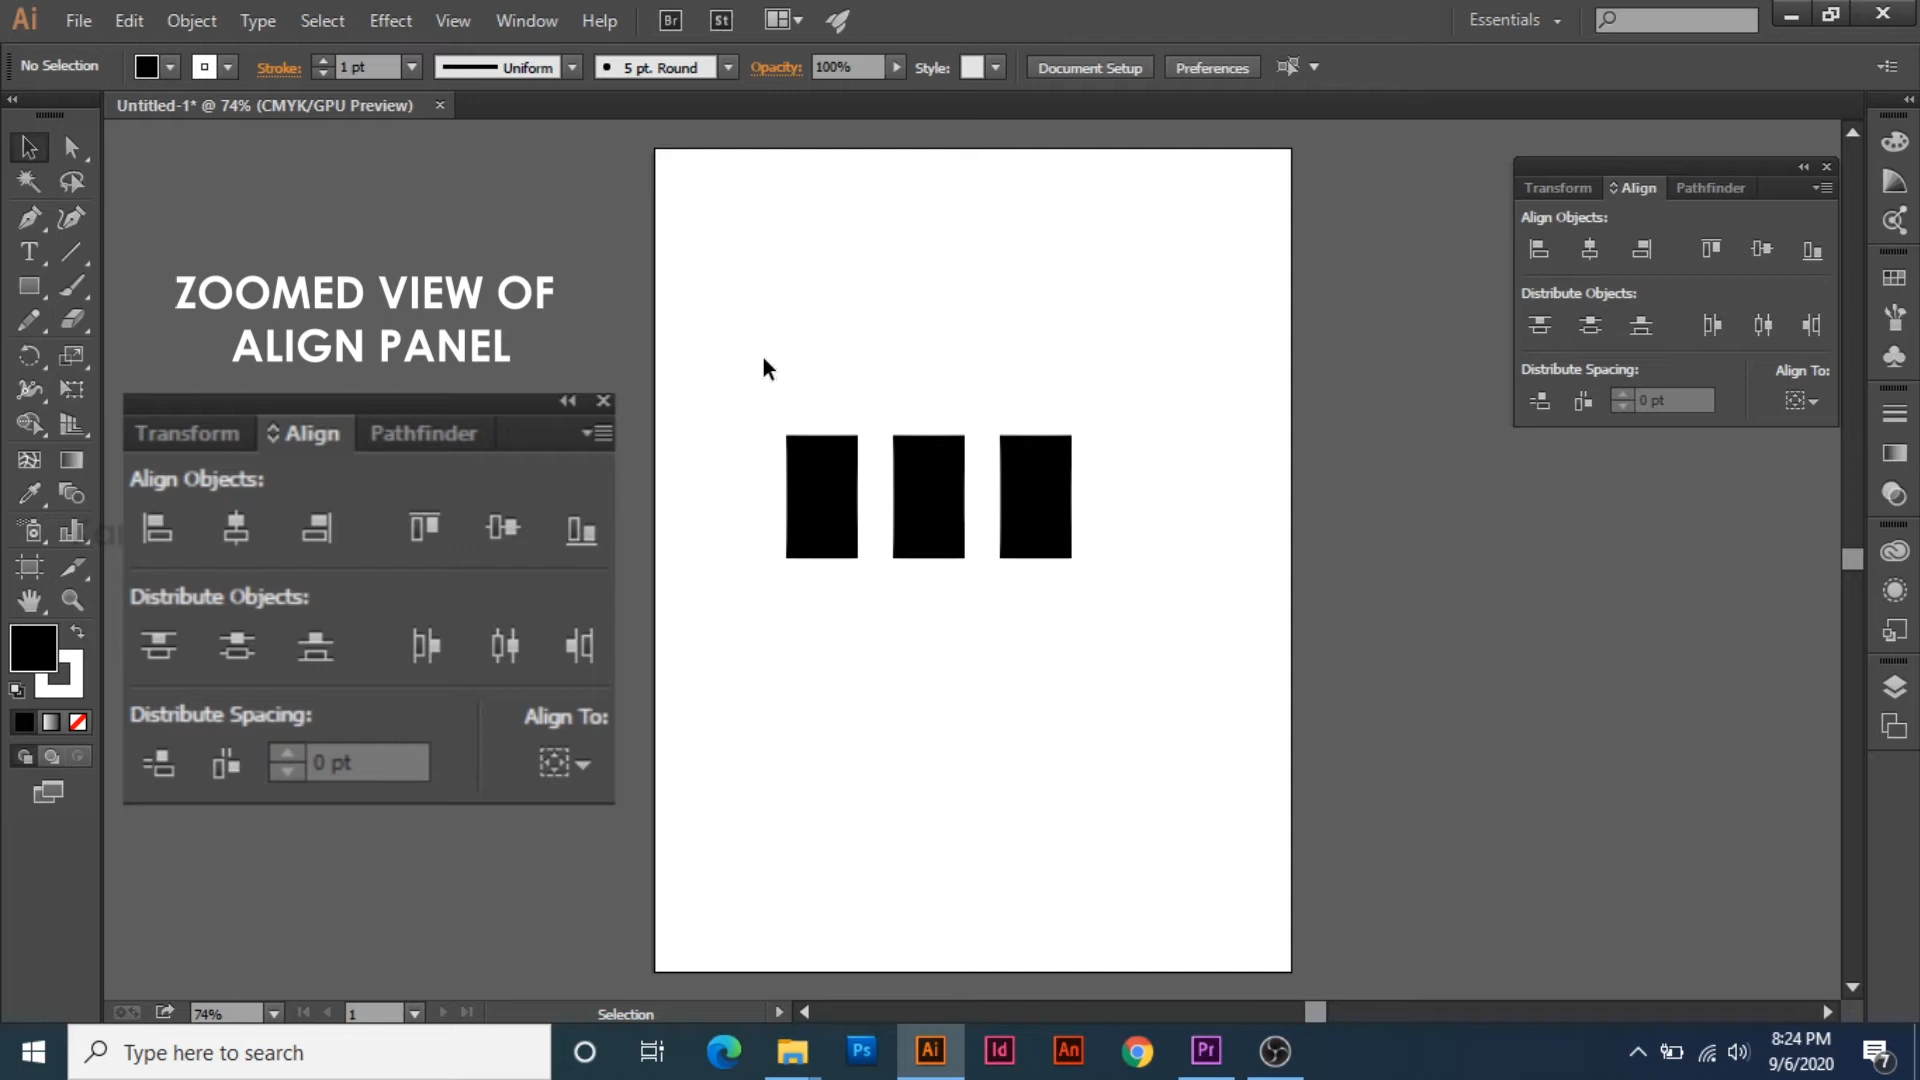 Ai File Edit Object Type Select Effect View Window Help Br St Essentials
No Selection Stroke: 1 pt Uniform 5 pt. Round Opacity: 100% Style: Document Setup Preferences
Untitled-1* @ 74% (CMYK/GPU Preview)
Transform Align Pathfinder
Align Objects:
Distribute Objects:
Distribute Spacing: Align To:
0 pt
ZOOMED VIEW OF
ALIGN PANEL
Transform Align Pathfinder
Align Objects:
Distribute Objects:
Distribute Spacing: Align To:
0 pt
74% 1 Selection
Type here to search Ps Ai Id An Pr 8:24 PM
9/6/2020 7